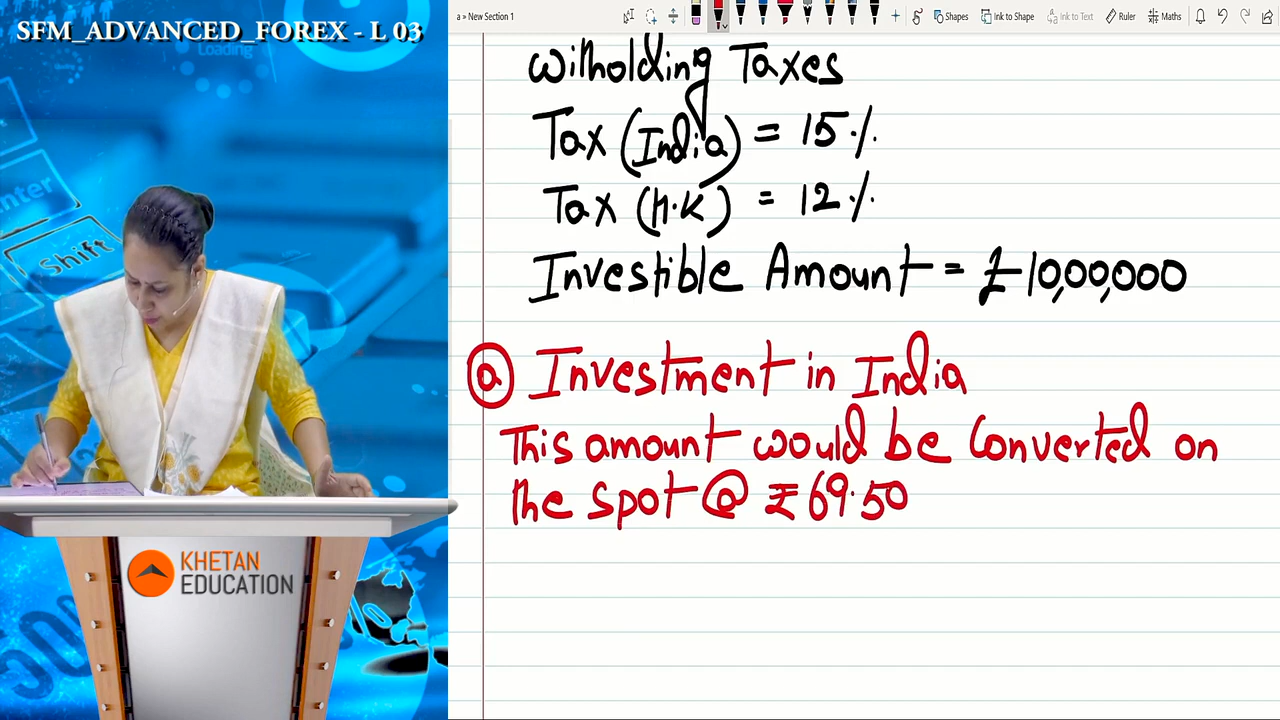 SFM_ADVANCED_FOREX - L 03
Loading
Shift
KHETAN
EDUCATION
a » New Section 1
Shapes
Ink to Shape
Ink to Text
Ruler
Maths
Witholding Taxes
Tax (India) = 15%
Tax (H.K) = 12%
Investible Amount = £ 10,00,000
(a) Investment in India
This amount would be Converted on
the spot @ ₹ 69.50